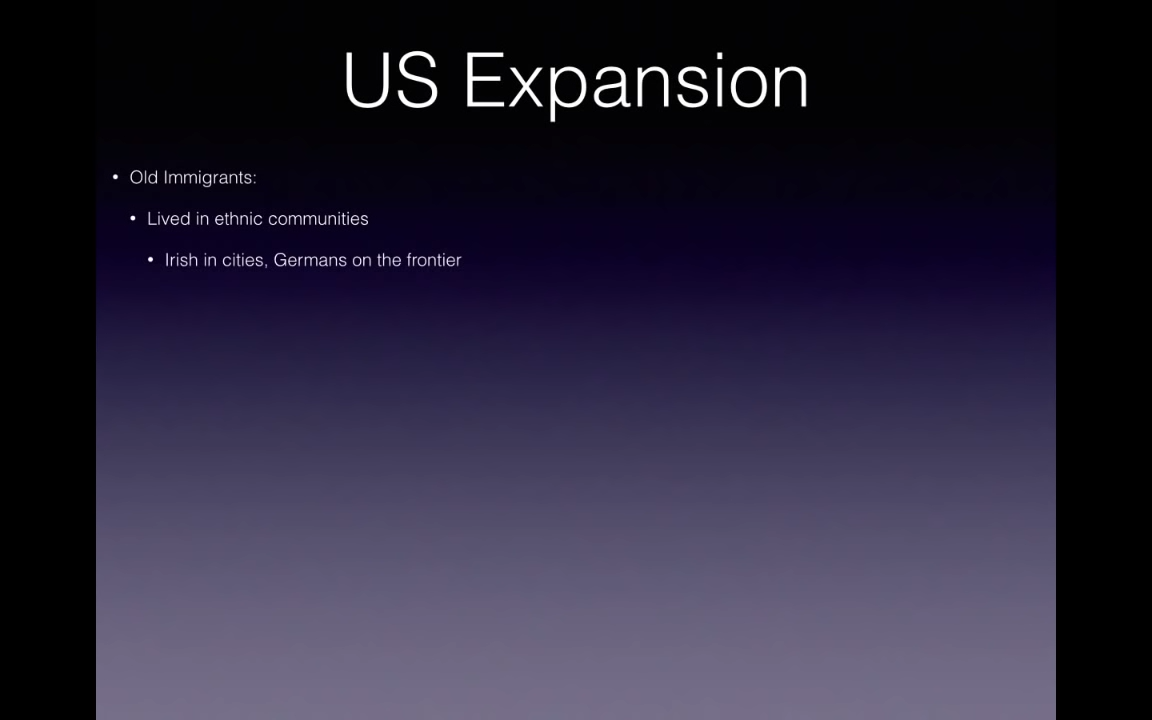 US Expansion
• Old Immigrants:
• Lived in ethnic communities
• Irish in cities, Germans on the frontier